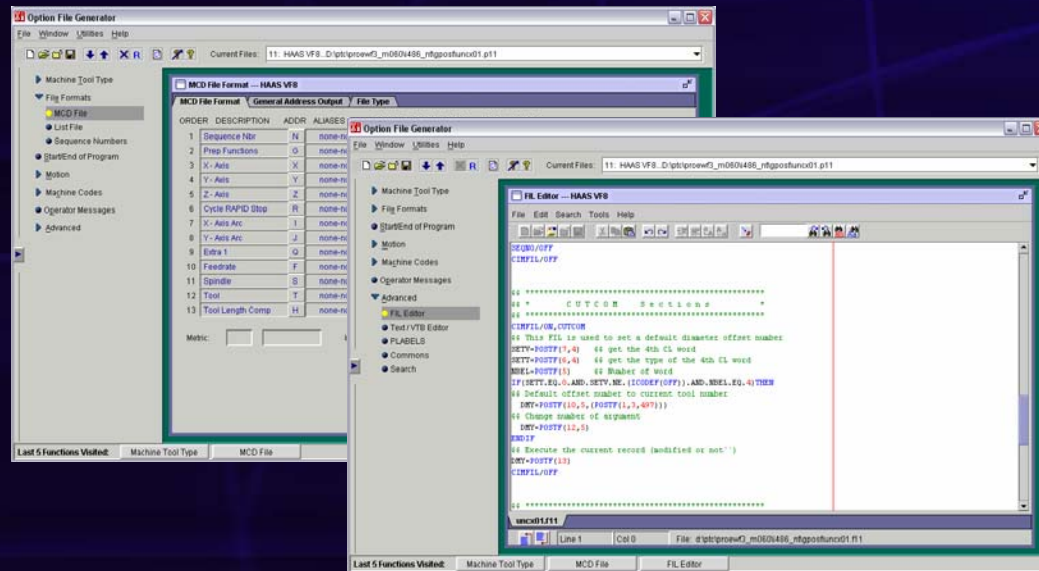 Option File Generator
File Window Utilities Help
Current Files: 11: HAAS VF8..D:\ptc\proewf3_m060\i486_nt\gpost\uncx01.p11
Machine Tool Type
File Formats
MCD File
List File
Sequence Numbers
Start/End of Program
Motion
Machine Codes
Operator Messages
Advanced
MCD File Format --- HAAS VF8
MCD File Format General Address Output File Type
ORDER DESCRIPTION ADDR ALIASES
1 Sequence Nbr N
2 Prep Functions G
3 X - Axis X
4 Y - Axis Y
5 Z - Axis Z
6 Cycle RAPID Stop R
7 X - Axis Arc I
8 Y - Axis Arc J
9 Extra 1 Q
10 Feedrate F
11 Spindle S
12 Tool T
13 Tool Length Comp H
Metric:
Last 5 Functions Visited: Machine Tool Type MCD File
Option File Generator
File Window Utilities Help
Current Files: 11: HAAS VF8..D:\ptc\proewf3_m060\i486_nt\gpost\uncx01.p11
Machine Tool Type
File Formats
Start/End of Program
Motion
Machine Codes
Operator Messages
Advanced
FIL Editor
Text / VTB Editor
PLABELS
Commons
Search
FIL Editor --- HAAS VF8
File Edit Search Tools Help
SEQNO/OFF
CIMFIL/OFF
$$ * C U T C O M S e c t i o n s *
CIMFIL/ON,CUTCOM
$$ This FIL is used to set a default diameter offset number
SETV=POSTF(7,4) $$ get the 4th CL word
SETT=POSTF(6,4) $$ get the type of the 4th CL word
NBEL=POSTF(5) $$ Number of word
IF(SETT.EQ.0.AND.SETV.NE.(ICODEF(OFF)).AND.NBEL.EQ.4)THEN
$$ Default offset number to current tool number
DMY=POSTF(10,5,(POSTF(1,3,497)))
$$ Change number of argument
DMY=POSTF(12,5)
ENDIF
$$ Execute the current record (modified or not``)
DMY=POSTF(13)
CIMFIL/OFF
uncx01.f11
Line 1 Col 0 File: d:\ptc\proewf3_m060\i486_nt\gpost\uncx01.f11
Last 5 Functions Visited: Machine Tool Type MCD File FIL Editor